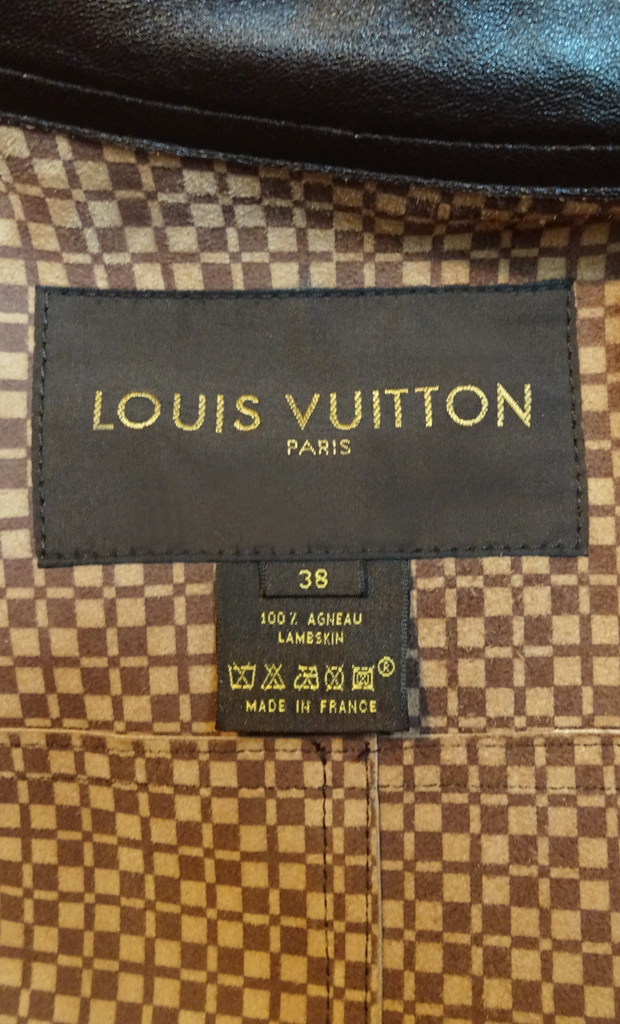 LOUIS VUITTON
PARIS
38
100% AGNEAU
LAMBSKIN
®
MADE IN FRANCE